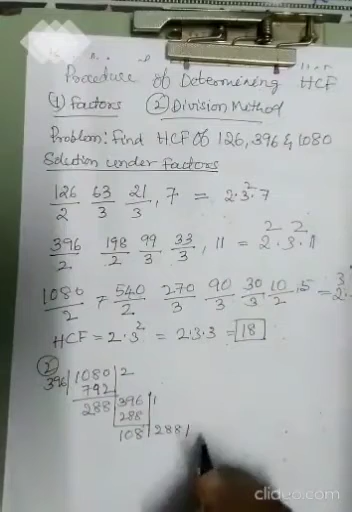 Procedure of Determining HCF
① Factors ② Division Method
Problem: Find HCF of 126, 396 & 1080
Solution under factors
126/2 63/3 21/3, 7 = 2·3²·7
396/2 198/2 99/3 33/3, 11 = 2²·3²·11
1080/2 = 540/2 270/3 90/3 30/3 10/2, 5 = 2³·
HCF = 2·3² = 2·3·3 = 18
②
396 | 1080 | 2
792
288 | 396 | 1
288
108 | 288 |
clideo.com